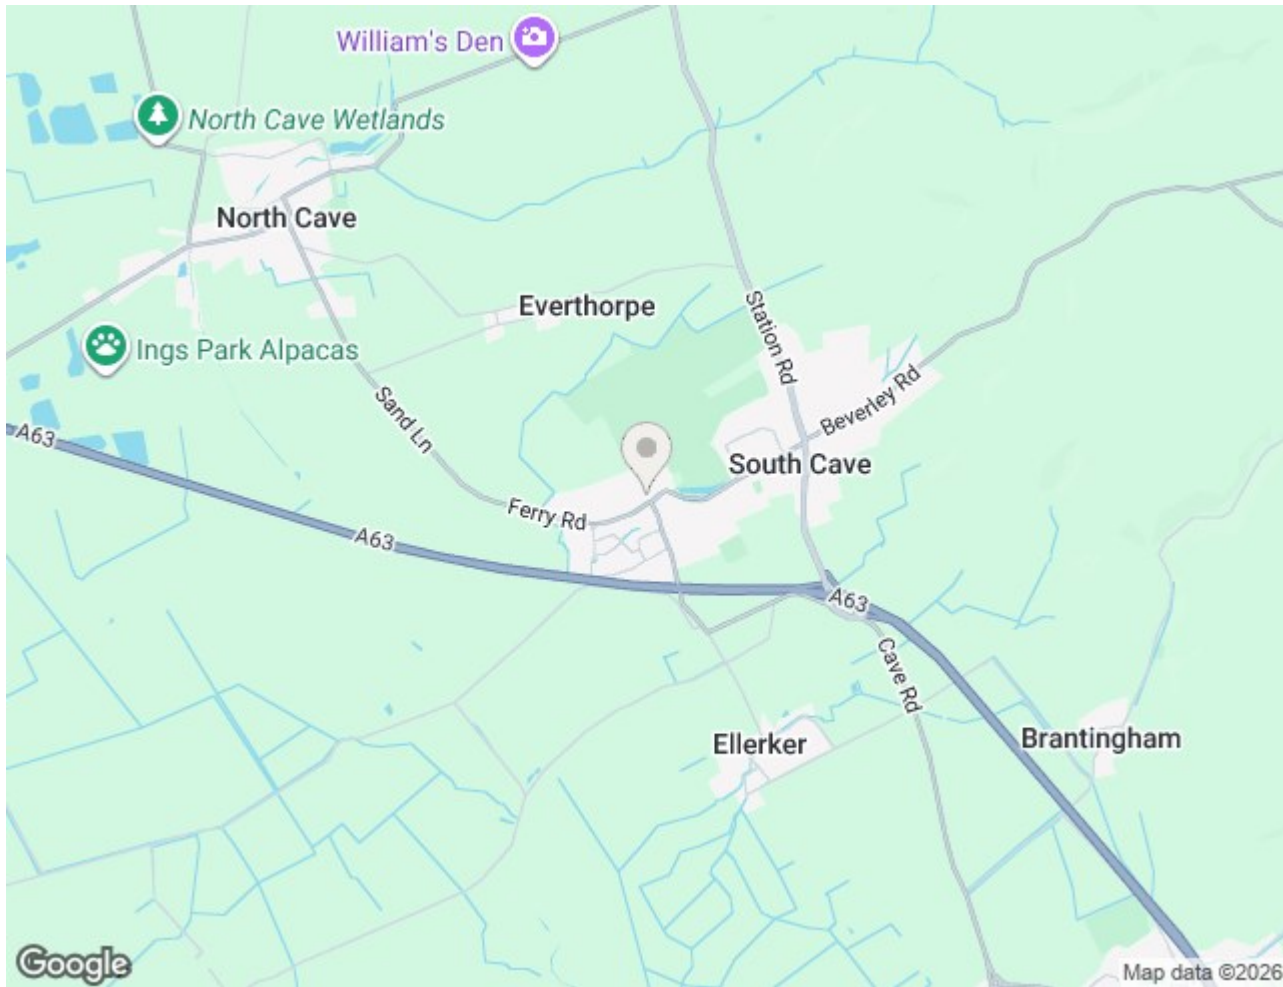 William's Den
North Cave Wetlands
North Cave
Everthorpe
Station Rd
Ings Park Alpacas
Sand Ln
Beverley Rd
A63
South Cave
Ferry Rd
A63
A63
Cave Rd
Ellerker
Brantingham
Google
Map data ©2026